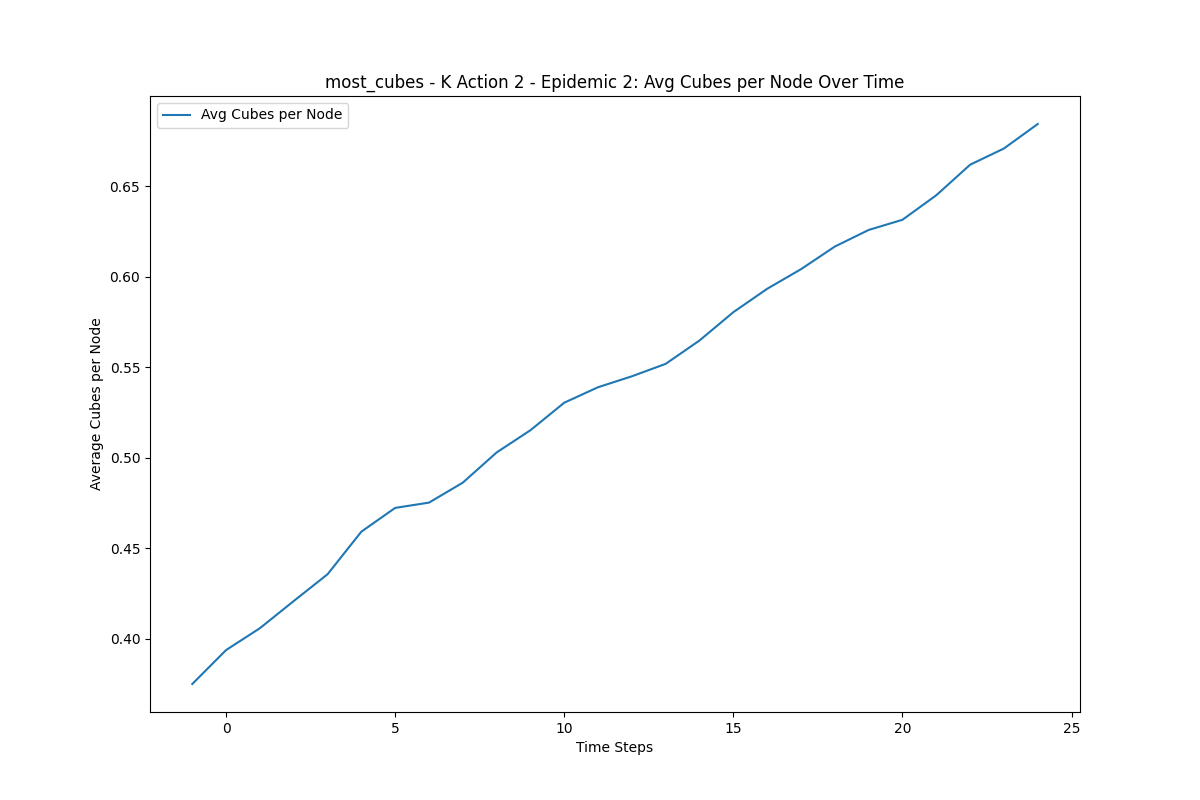 most_cubes - K Action 2 - Epidemic 2: Avg Cubes per Node Over Time
Avg Cubes per Node
Average Cubes per Node
0.65
0.60
0.55
0.50
0.45
0.40
0 5 10 15 20 25
Time Steps